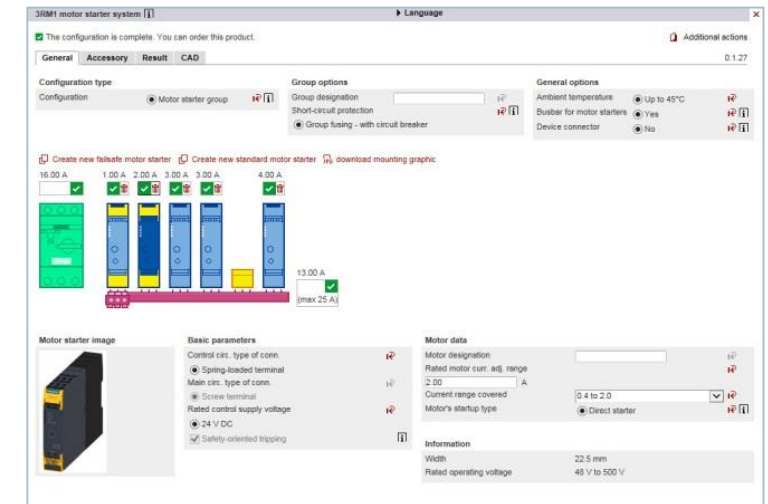 3RM1 motor starter system
Language
The configuration is complete. You can order this product.
Additional actions
General Accessory Result CAD
0.1.27
Configuration type
Configuration
Motor starter group
Group options
Group designation
Short-circuit protection
Group fusing - with circuit breaker
General options
Ambient temperature
Up to 45°C
Busbar for motor starters
Yes
Device connector
No
Create new failsafe motor starter
Create new standard motor starter
download mounting graphic
16.00 A
1.00 A
2.00 A
3.00 A
3.00 A
4.00 A
13.00 A
(max 25 A)
Motor starter image
Basic parameters
Control circ. type of conn.
Spring-loaded terminal
Main circ. type of conn.
Screw terminal
Rated control supply voltage
24 V DC
Safety-oriented tripping
Motor data
Motor designation
Rated motor curr. adj. range
2.00 A
Current range covered
0.4 to 2.0
Motor's startup type
Direct starter
Information
Width
22.5 mm
Rated operating voltage
48 V to 500 V